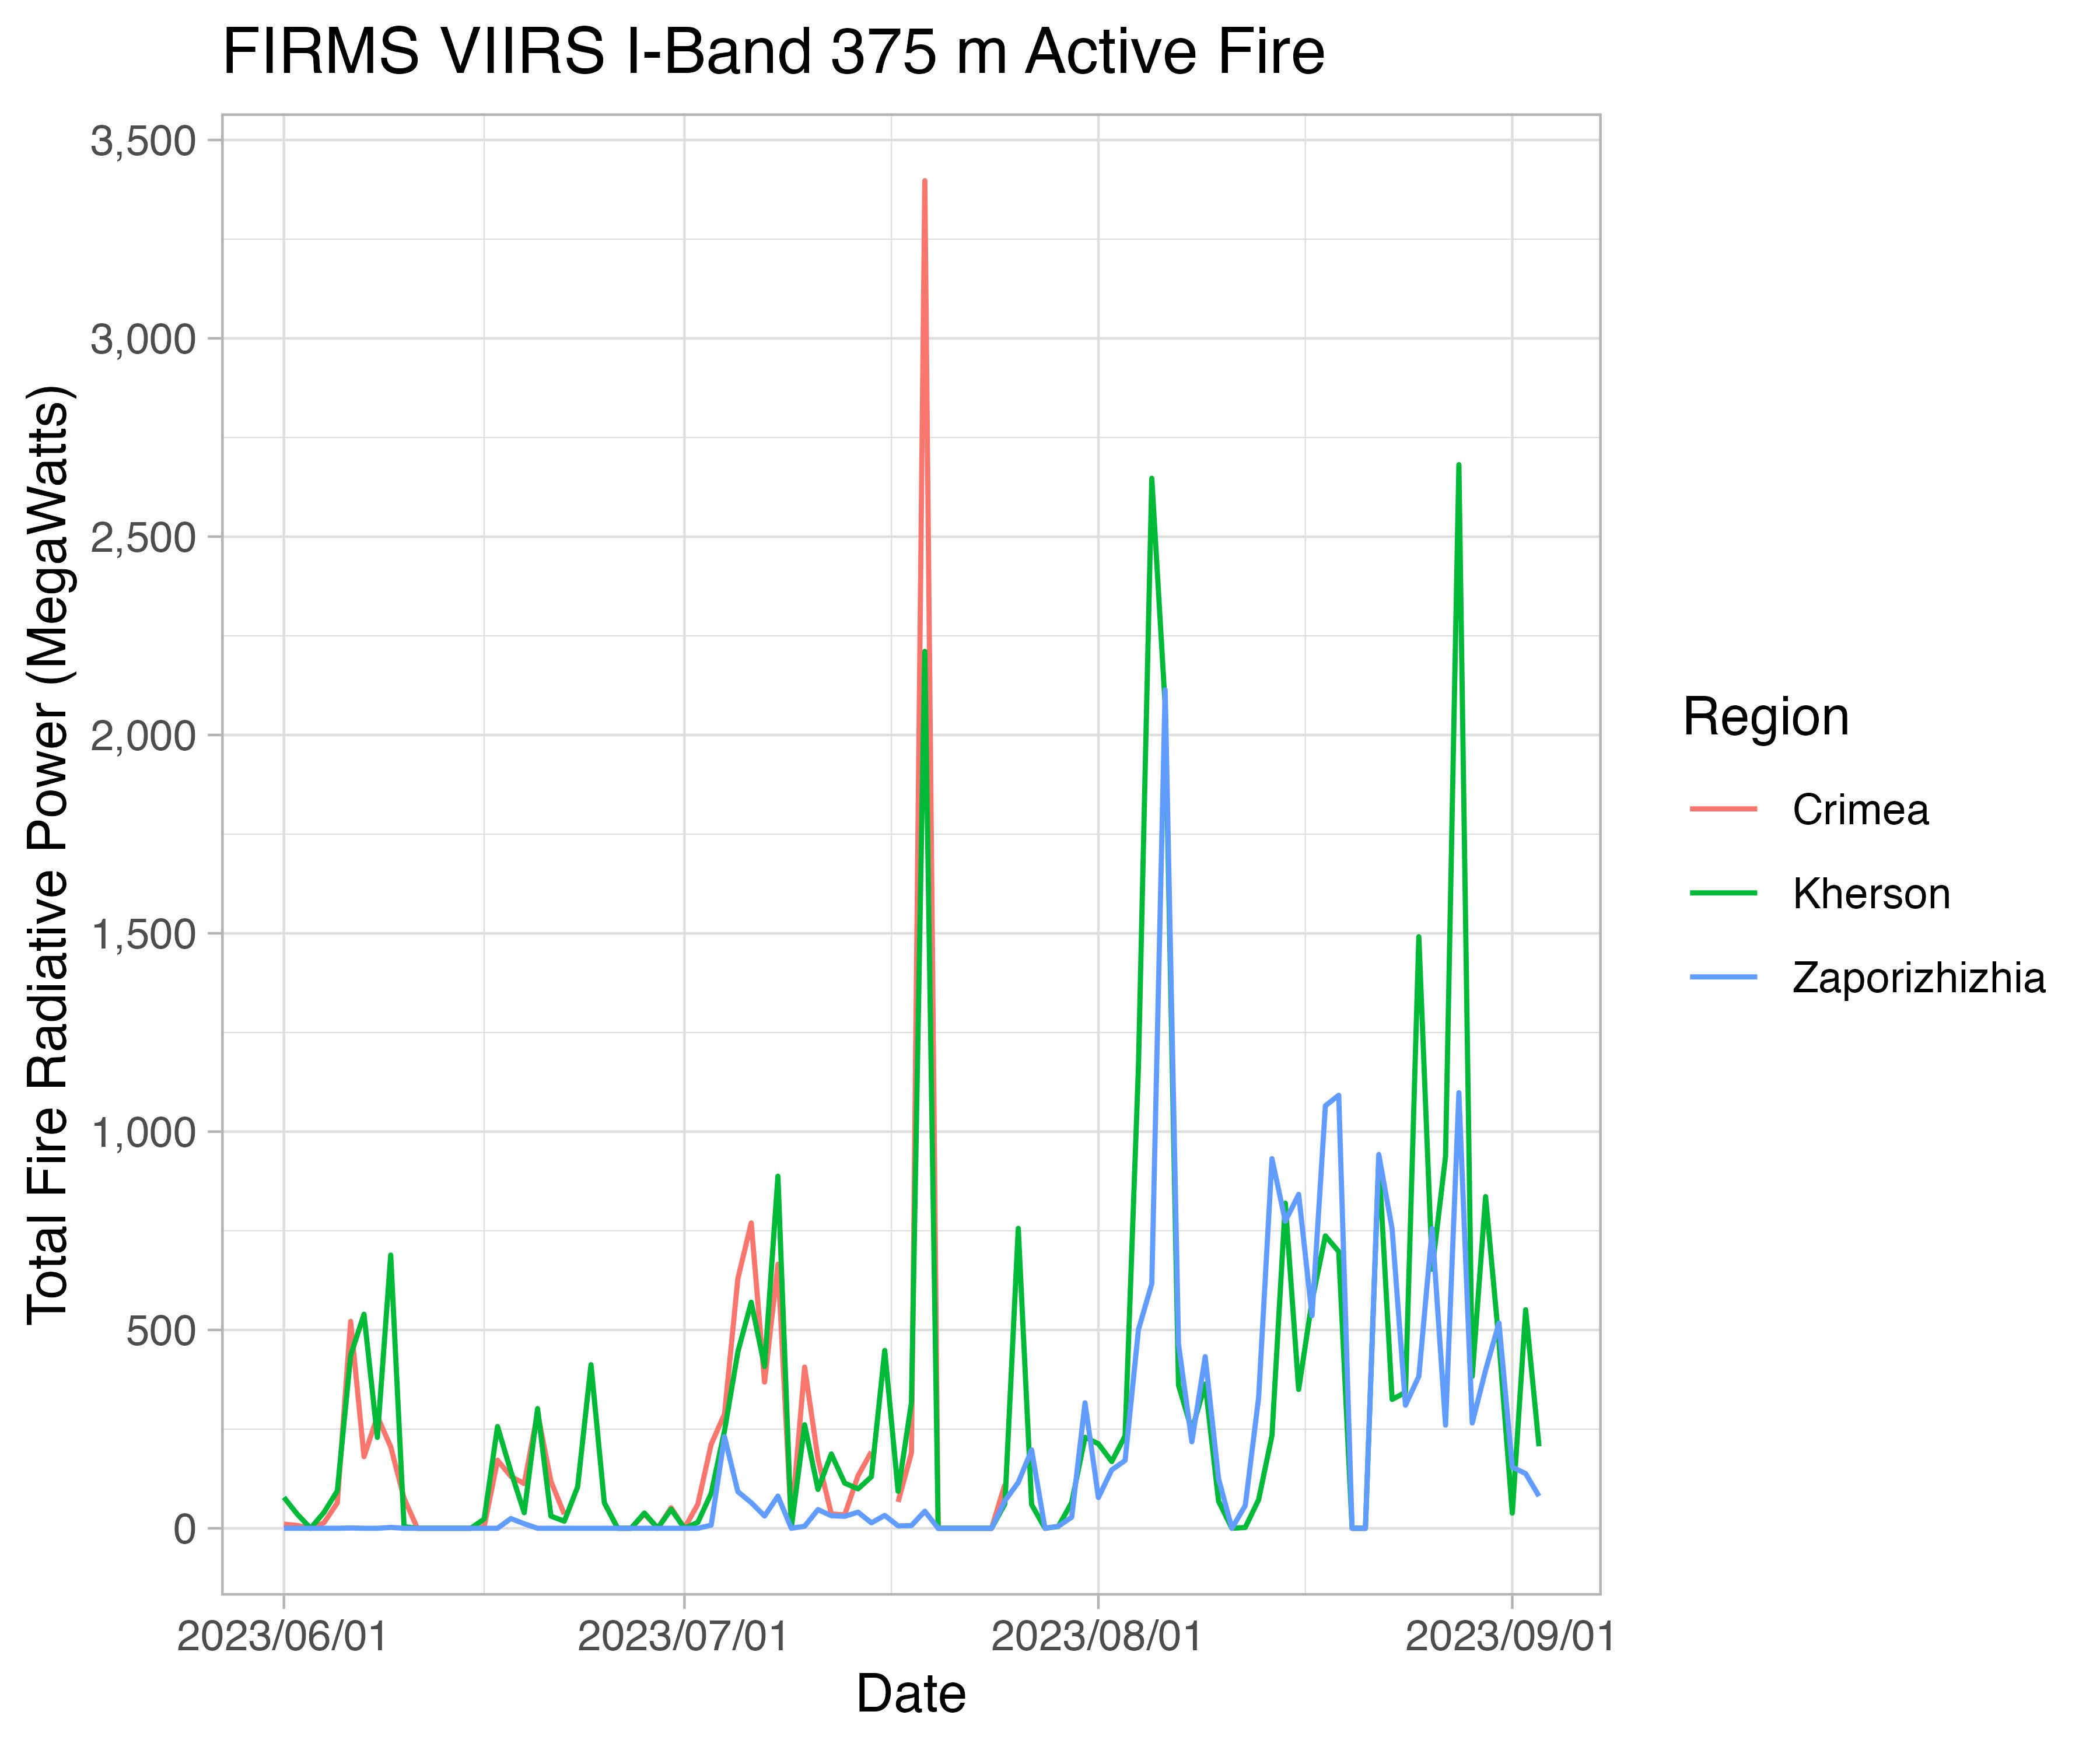 FIRMS VIIRS I-Band 375 m Active Fire
Total Fire Radiative Power (MegaWatts)
3,500
3,000
2,500
2,000
1,500
1,000
500
0
2023/06/01 2023/07/01 2023/08/01 2023/09/01
Date
Region
Crimea
Kherson
Zaporizhizhia